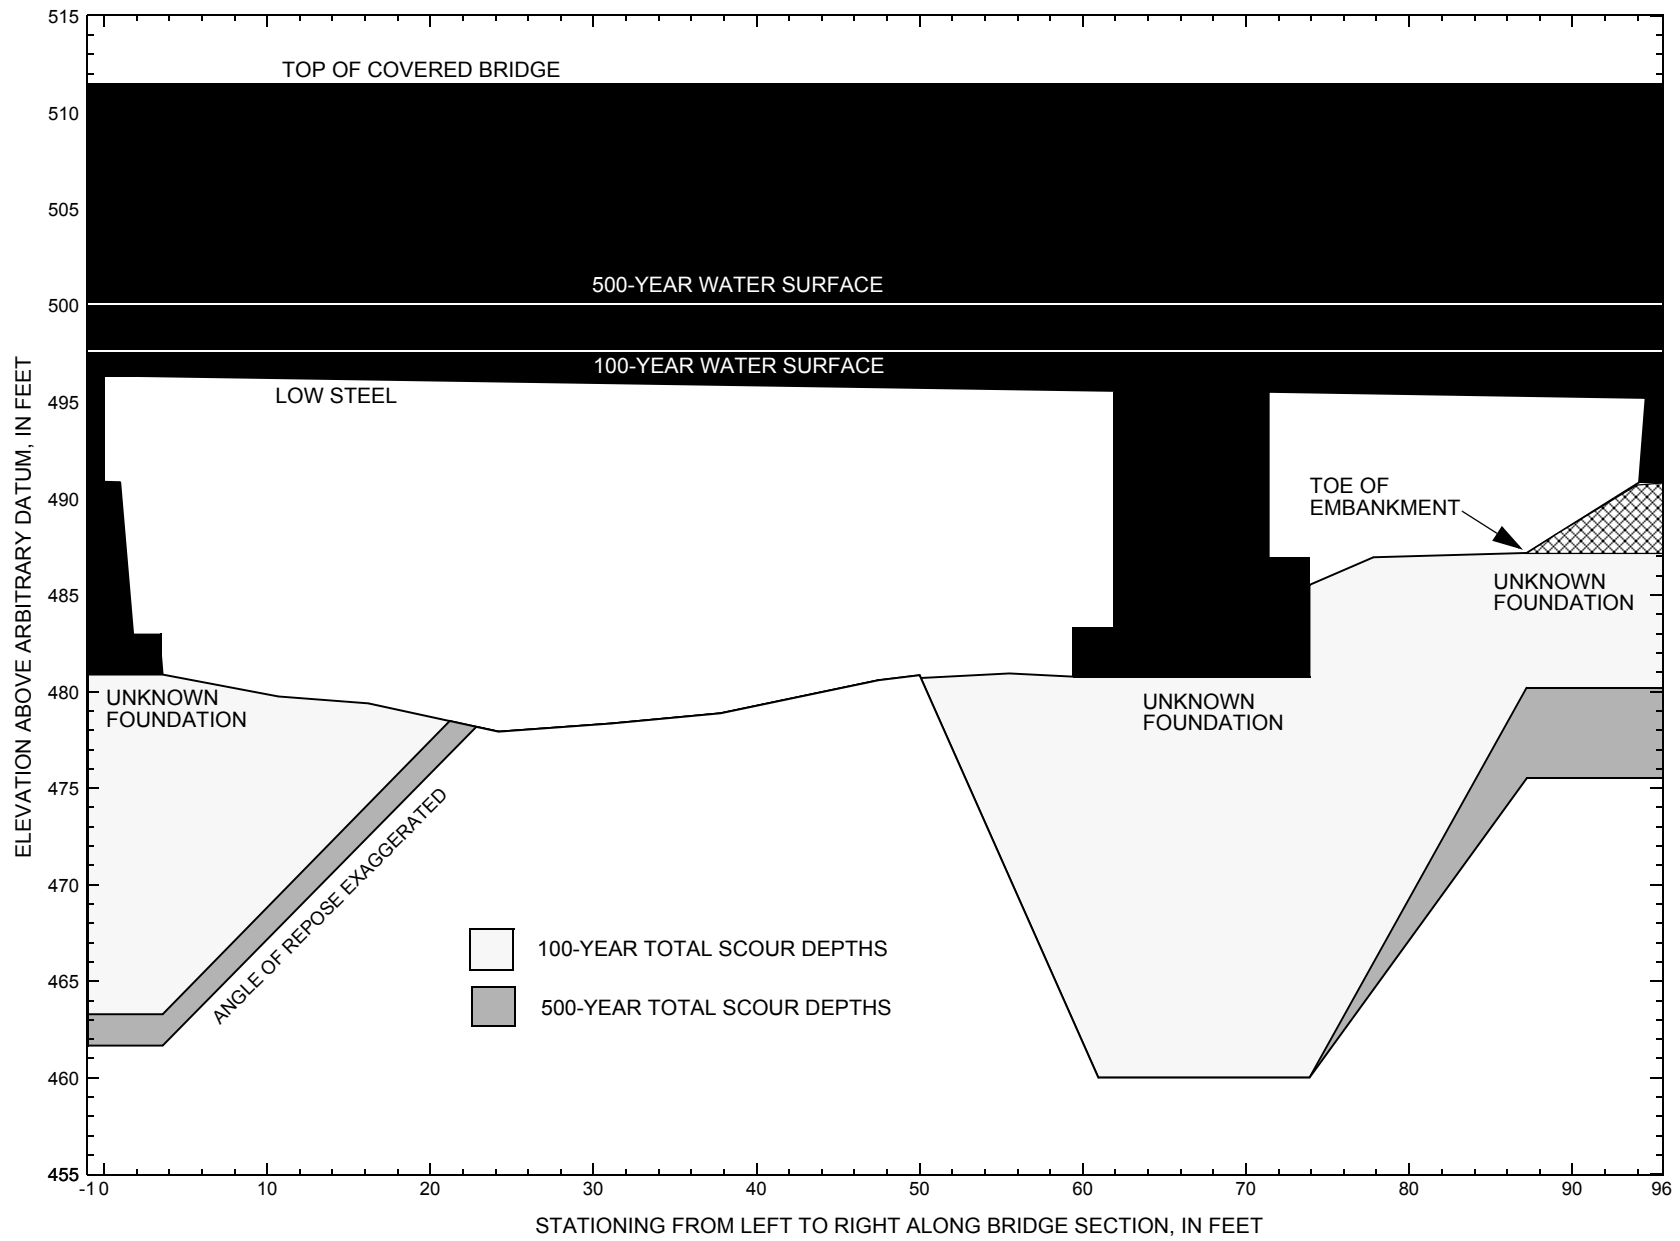 515
TOP OF COVERED BRIDGE
510
505
500-YEAR WATER SURFACE
500
100-YEAR WATER SURFACE
LOW STEEL
495
ELEVATION ABOVE ARBITRARY DATUM, IN FEET
490
TOE OF
EMBANKMENT
485
UNKNOWN
FOUNDATION
480
UNKNOWN
FOUNDATION
UNKNOWN
FOUNDATION
475
ANGLE OF REPOSE EXAGGERATED
470
100-YEAR TOTAL SCOUR DEPTHS
465
500-YEAR TOTAL SCOUR DEPTHS
460
455
-1 0 10 20 30 40 50 60 70 80 90 96
STATIONING FROM LEFT TO RIGHT ALONG BRIDGE SECTION, IN FEET